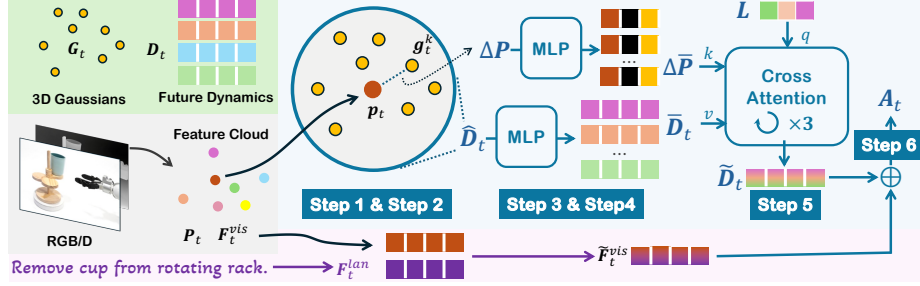 G_t
D_t
3D Gaussians
Future Dynamics
Feature Cloud
RGB/D
P_t F_t^{vis}
g_t^k
p_t
Step 1 & Step 2
ΔP
MLP
D̂_t
MLP
Step 3 & Step4
...
...
ΔP̄
k
D̄_t
v
L
q
Cross
Attention
×3
D̃_t
Step 5
A_t
Step 6
Remove cup from rotating rack.
F_t^{lan}
F̃_t^{vis}